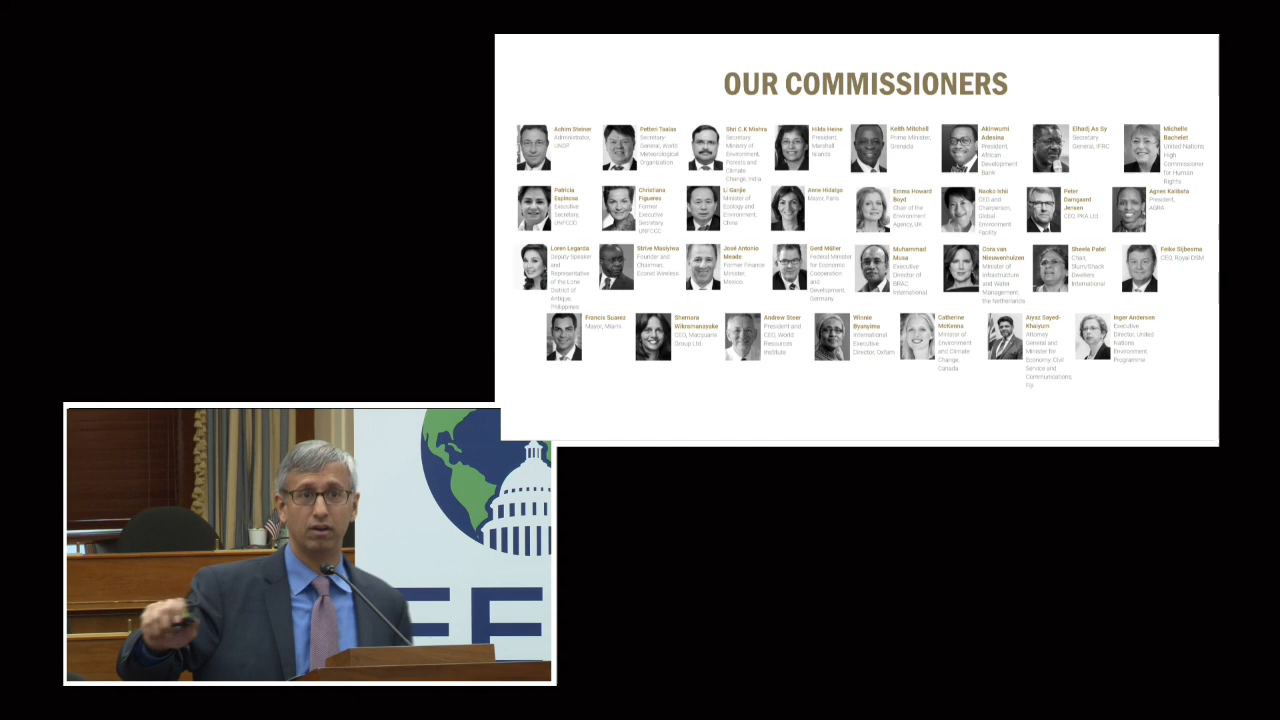 OUR COMMISSIONERS
Achim Steiner
Administrator,
UNDP
Petteri Taalas
Secretary-
General, World
Meteorological
Organization
Shri C.K Mishra
Secretary,
Ministry of
Environment,
Forests and
Climate
Change, India
Hilda Heine
President,
Marshall
Islands
Keith Mitchell
Prime Minister,
Grenada
Akinwumi
Adesina
President,
African
Development
Bank
Elhadj As Sy
Secretary
General, IFRC
Michelle
Bachelet
United Nations
High
Commissioner
for Human
Rights
Patricia
Espinosa
Executive
Secretary,
UNFCCC
Christiana
Figueres
Former
Executive
Secretary
UNFCCC
Li Ganjie
Minister of
Ecology and
Environment,
China
Anne Hidalgo
Mayor, Paris
Emma Howard
Boyd
Chair of the
Environment
Agency, UK
Naoko Ishii
CEO and
Chairperson,
Global
Environment
Facility
Peter
Damgaard
Jensen
CEO, PKA Ltd
Agnes Kalibata
President,
AGRA
Loren Legarda
Deputy Speaker
and
Representative
of the Lone
District of
Antique,
Philippines
Strive Masiyiwa
Founder and
Chairman,
Econet Wireless
José Antonio
Meade
Former Finance
Minister,
Mexico
Gerd Müller
Federal Minister
for Economic
Cooperation
and
Development,
Germany
Muhammad
Musa
Executive
Director of
BRAC
International
Cora van
Nieuwenhuizen
Minister of
Infrastructure
and Water
Management,
the Netherlands
Sheela Patel
Chair,
Slum/Shack
Dwellers
International
Feike Sijbesma
CEO, Royal DSM
Francis Suarez
Mayor, Miami
Shemara
Wikramanayake
CEO, Macquarie
Group Ltd.
Andrew Steer
President and
CEO, World
Resources
Institute
Winnie
Byanyima
International
Executive
Director, Oxfam
Catherine
McKenna
Minister of
Environment
and Climate
Change,
Canada
Aiyaz Sayed-
Khaiyum
Attorney
General and
Minister for
Economy, Civil
Service and
Communications,
Fiji
Inger Andersen
Executive
Director, United
Nations
Environment
Programme